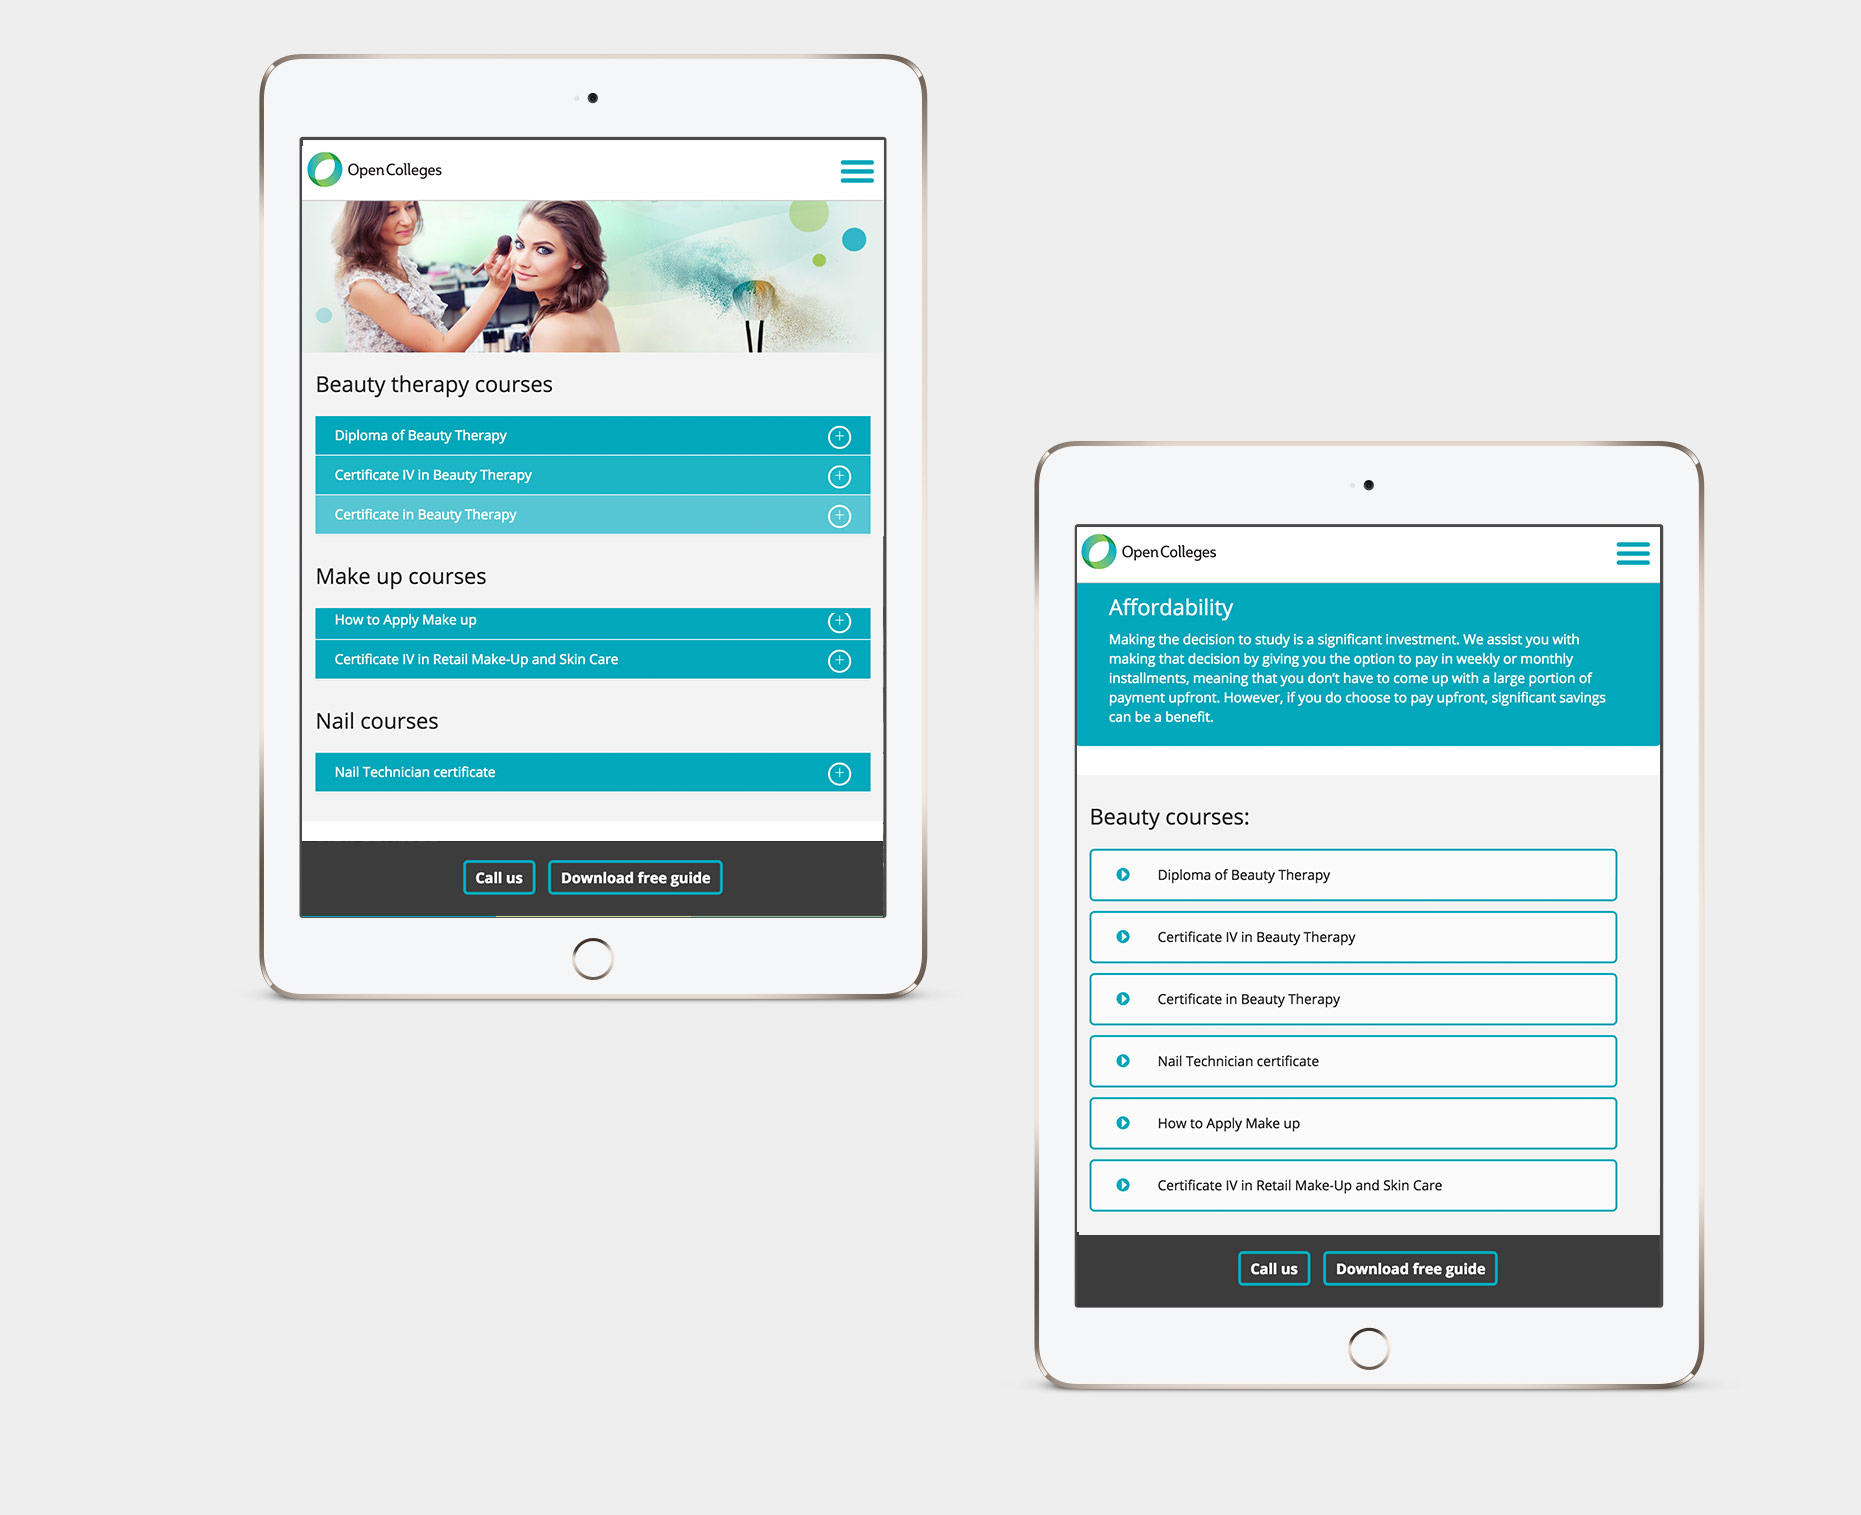 Open Colleges
Beauty therapy courses
Diploma of Beauty Therapy
Certificate IV in Beauty Therapy
Certificate in Beauty Therapy
Make up courses
How to Apply Make up
Certificate IV in Retail Make-Up and Skin Care
Nail courses
Nail Technician certificate
Call us
Download free guide
Open Colleges
Affordability
Making the decision to study is a significant investment. We assist you with
making that decision by giving you the option to pay in weekly or monthly
installments, meaning that you don't have to come up with a large portion of
payment upfront. However, if you do choose to pay upfront, significant savings
can be a benefit.
Beauty courses:
Diploma of Beauty Therapy
Certificate IV in Beauty Therapy
Certificate in Beauty Therapy
Nail Technician certificate
How to Apply Make up
Certificate IV in Retail Make-Up and Skin Care
Call us
Download free guide